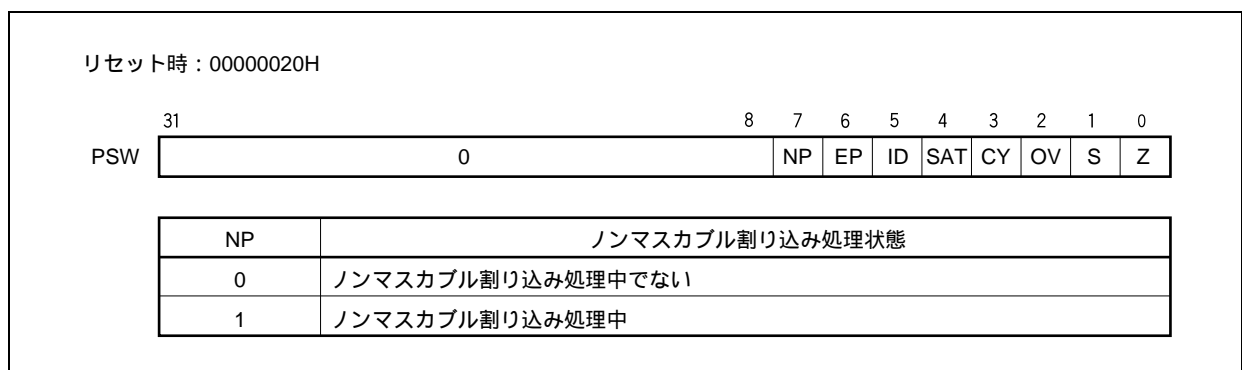 リセット時：00000020H
31 8 7 6 5 4 3 2 1 0
PSW 0 NP EP ID SAT CY OV S Z
NP ノンマスカブル割り込み処理状態
0 ノンマスカブル割り込み処理中でない
1 ノンマスカブル割り込み処理中